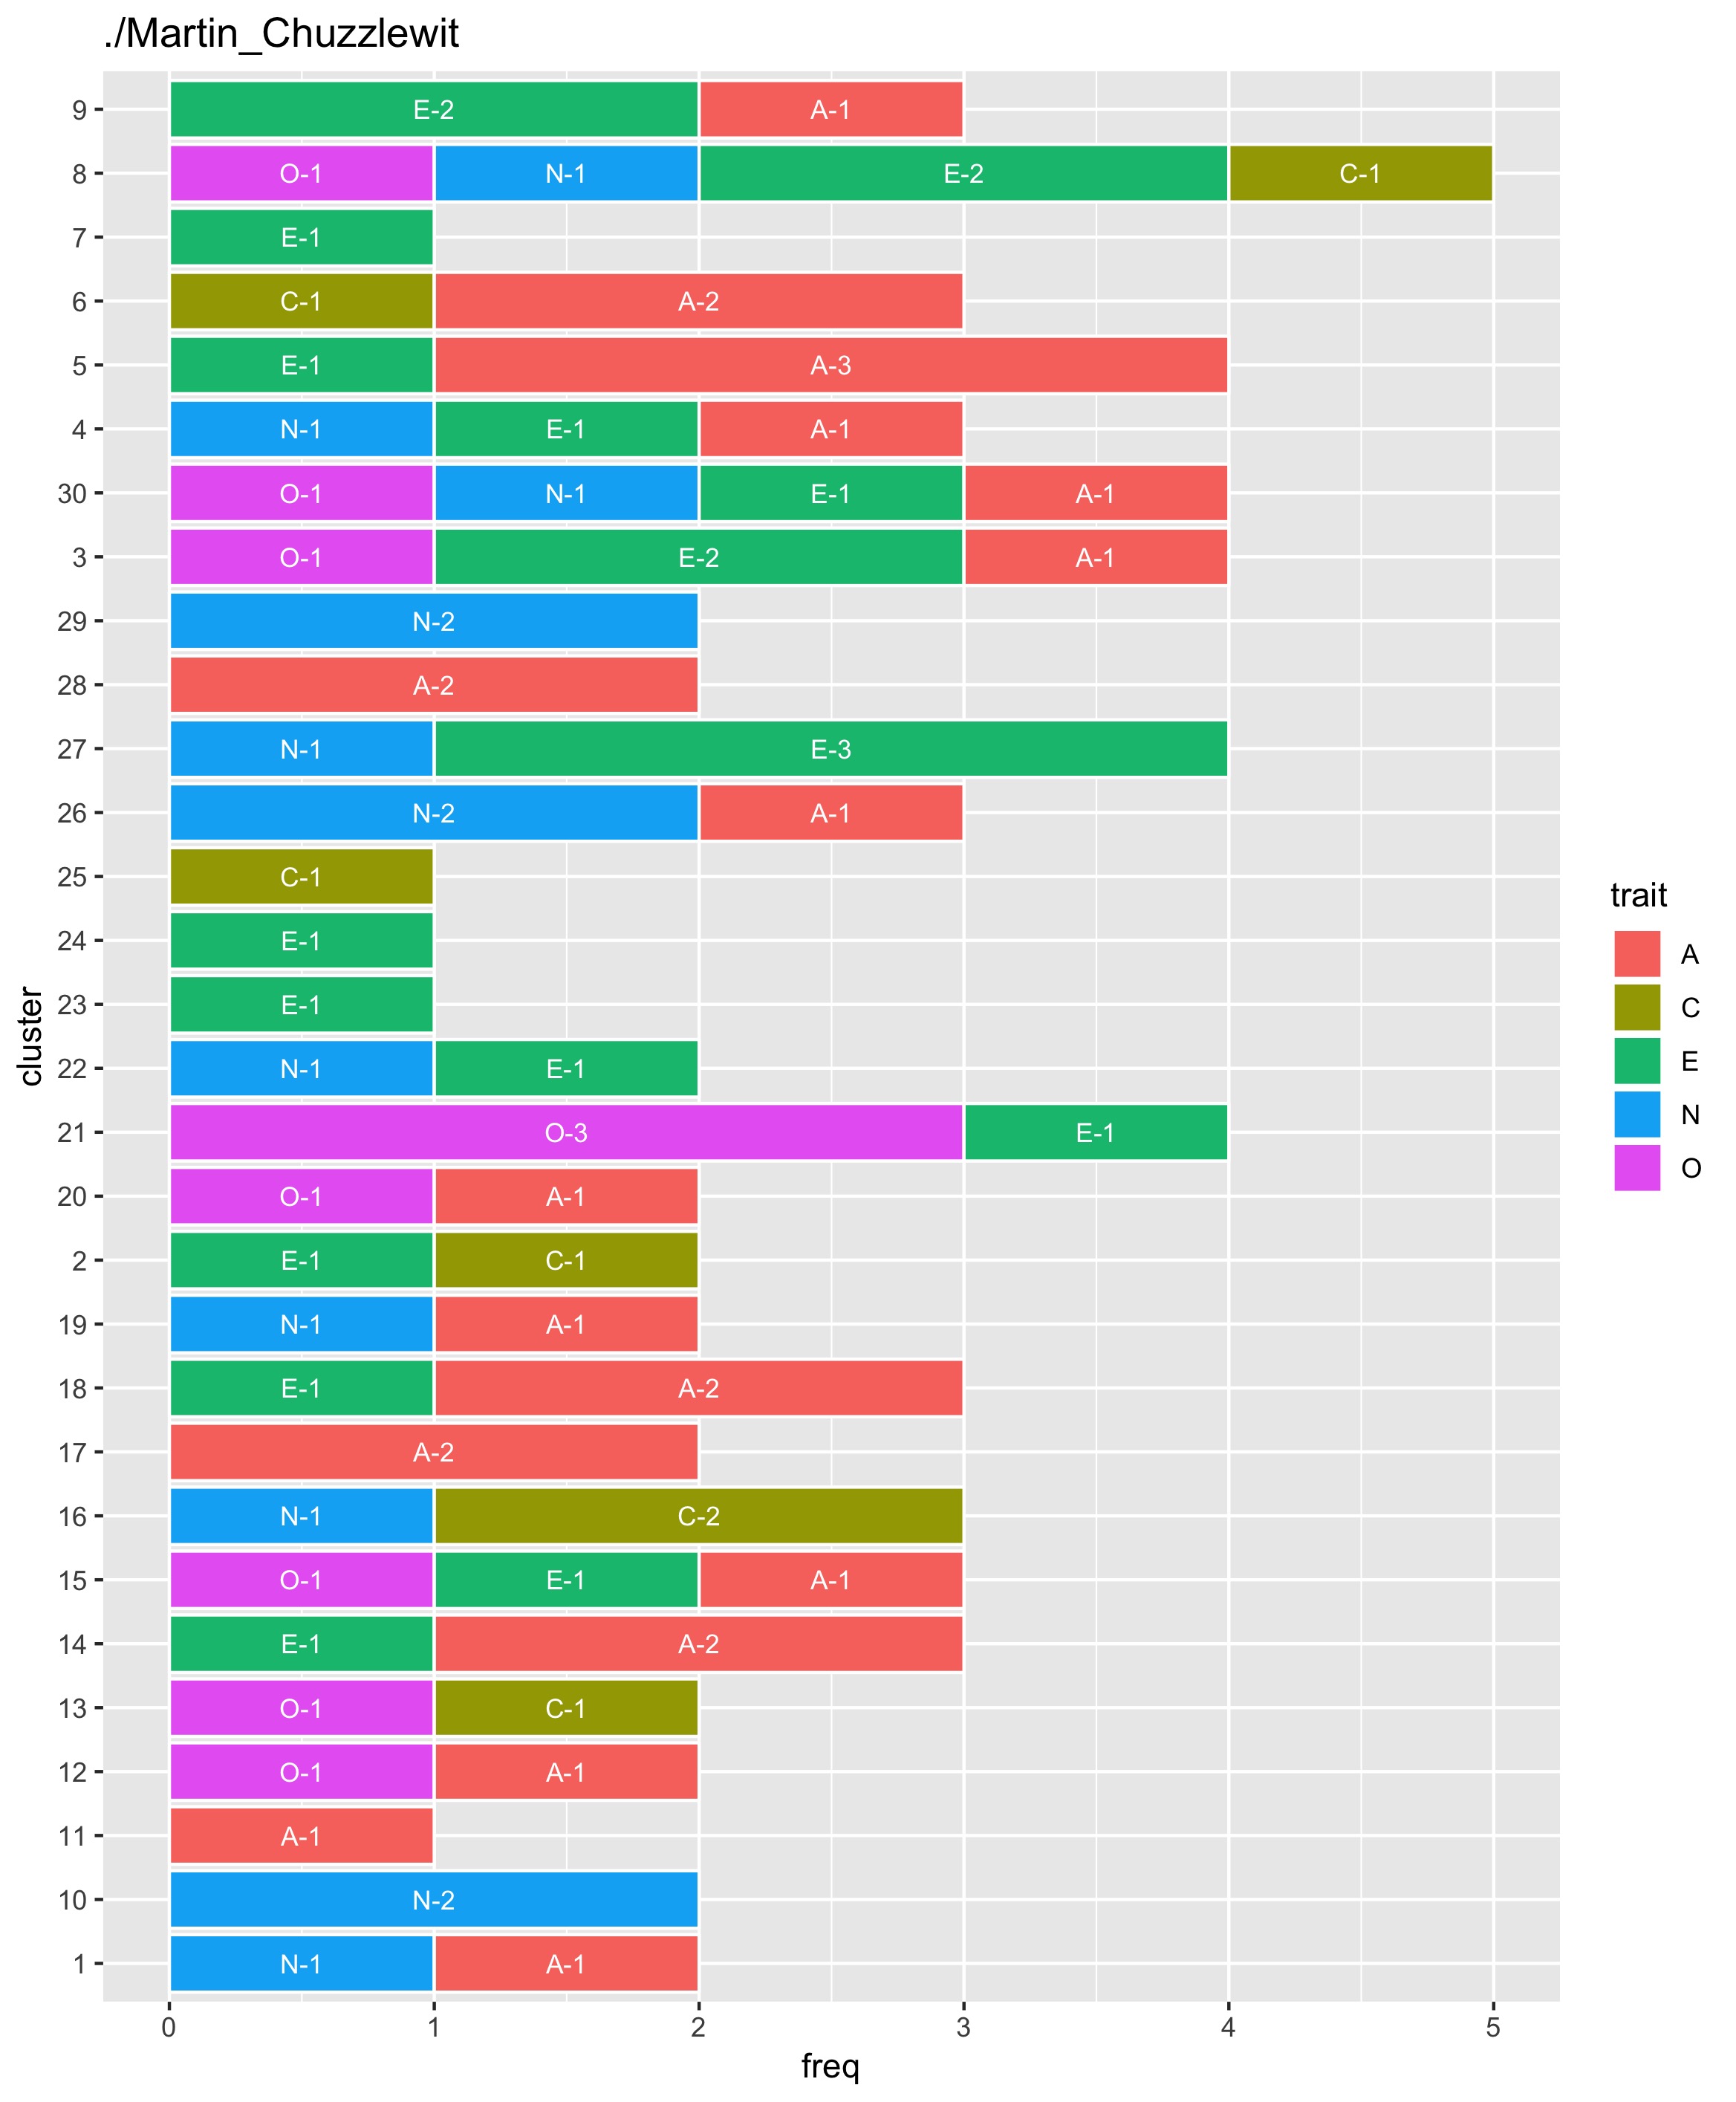 ./Martin_Chuzzlewit
9 E-2 A-1
8 O-1 N-1 E-2 C-1
7 E-1
6 C-1 A-2
5 E-1 A-3
4 N-1 E-1 A-1
30 O-1 N-1 E-1 A-1
3 O-1 E-2 A-1
29 N-2
28 A-2
27 N-1 E-3
26 N-2 A-1
25 C-1
24 E-1
23 E-1
22 N-1 E-1
21 O-3 E-1
20 O-1 A-1
2 E-1 C-1
19 N-1 A-1
18 E-1 A-2
17 A-2
16 N-1 C-2
15 O-1 E-1 A-1
14 E-1 A-2
13 O-1 C-1
12 O-1 A-1
11 A-1
10 N-2
1 N-1 A-1
0 1 2 3 4 5
freq
cluster
trait
A
C
E
N
O